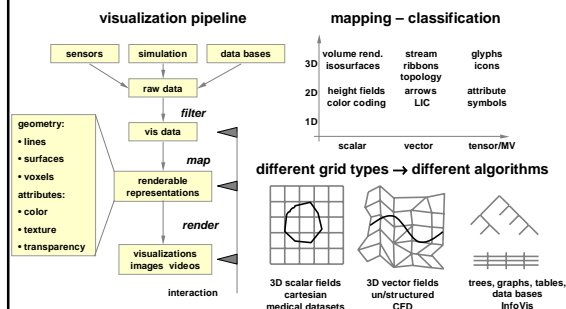 visualization pipeline
sensors
simulation
data bases
raw data
filter
vis data
map
renderable
representations
render
visualizations
images videos
interaction
geometry:
• lines
• surfaces
• voxels
attributes:
• color
• texture
• transparency
mapping – classification
3D
2D
1D
volume rend.
isosurfaces
stream
ribbons
topology
glyphs
icons
height fields
color coding
arrows
LIC
attribute
symbols
scalar
vector
tensor/MV
different grid types → different algorithms
3D scalar fields
cartesian
medical datasets
3D vector fields
un/structured
CFD
trees, graphs, tables,
data bases
InfoVis